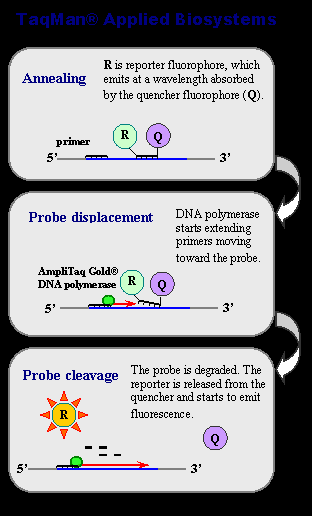 TaqMan® Applied Biosystems
Annealing
R is reporter fluorophore, which
emits at a wavelength absorbed
by the quencher fluorophore (Q).
primer
R
Q
5’
3’
Probe displacement
DNA polymerase
starts extending
primers moving
toward the probe.
AmpliTaq Gold®
DNA polymerase
R
Q
5’
3’
Probe cleavage
The probe is degraded. The
reporter is released from the
quencher and starts to emit
fluorescence.
R
Q
5’
3’